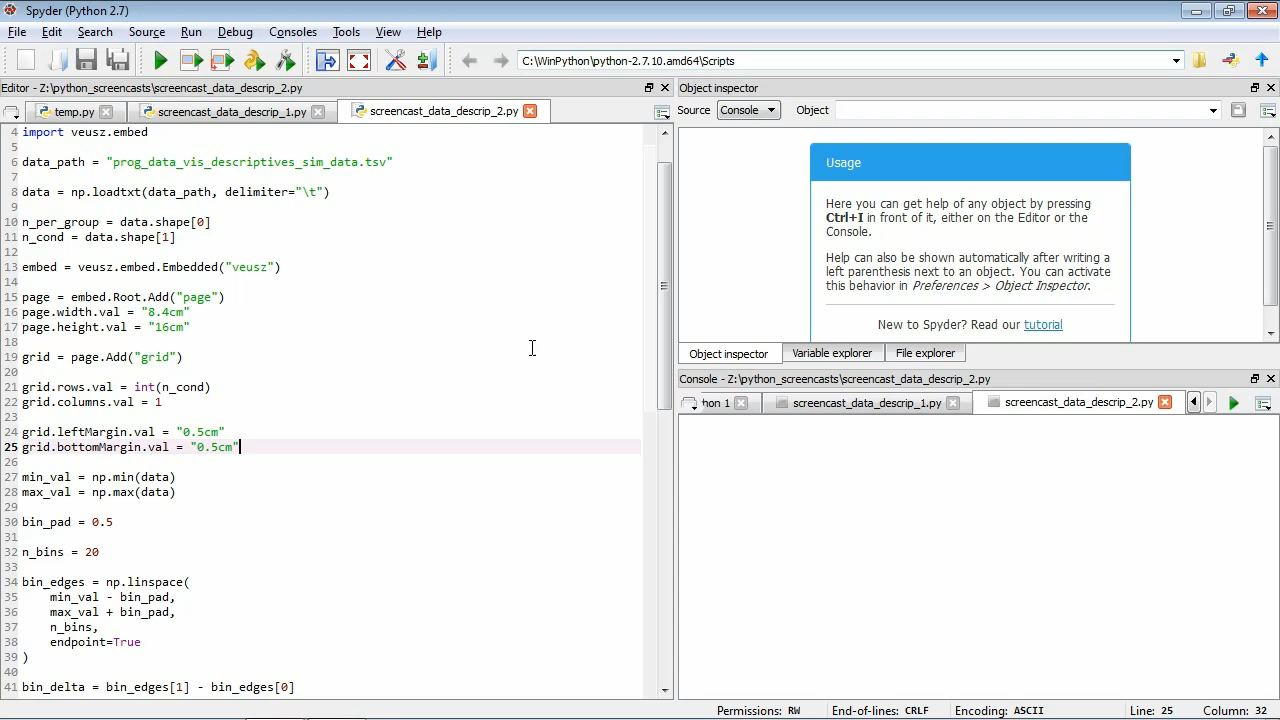 Spyder (Python 2.7)
File Edit Search Source Run Debug Consoles Tools View Help
C:\WinPython\python-2.7.10.amd64\Scripts
Editor - Z:\python_screencasts\screencast_data_descrip_2.py
temp.py screencast_data_descrip_1.py screencast_data_descrip_2.py
4 import veusz.embed
5
6 data_path = "prog_data_vis_descriptives_sim_data.tsv"
7
8 data = np.loadtxt(data_path, delimiter="\t")
9
10 n_per_group = data.shape[0]
11 n_cond = data.shape[1]
12
13 embed = veusz.embed.Embedded("veusz")
14
15 page = embed.Root.Add("page")
16 page.width.val = "8.4cm"
17 page.height.val = "16cm"
18
19 grid = page.Add("grid")
20
21 grid.rows.val = int(n_cond)
22 grid.columns.val = 1
23
24 grid.leftMargin.val = "0.5cm"
25 grid.bottomMargin.val = "0.5cm"
26
27 min_val = np.min(data)
28 max_val = np.max(data)
29
30 bin_pad = 0.5
31
32 n_bins = 20
33
34 bin_edges = np.linspace(
35 min_val - bin_pad,
36 max_val + bin_pad,
37 n_bins,
38 endpoint=True
39 )
40
41 bin_delta = bin_edges[1] - bin_edges[0]
Object inspector
Source Console Object
Usage
Here you can get help of any object by pressing
Ctrl+I in front of it, either on the Editor or the
Console.
Help can also be shown automatically after writing a
left parenthesis next to an object. You can activate
this behavior in Preferences > Object Inspector.
New to Spyder? Read our tutorial
Object inspector Variable explorer File explorer
Console - Z:\python_screencasts\screencast_data_descrip_2.py
hon 1 screencast_data_descrip_1.py screencast_data_descrip_2.py
Permissions: RW End-of-lines: CRLF Encoding: ASCII Line: 25 Column: 32